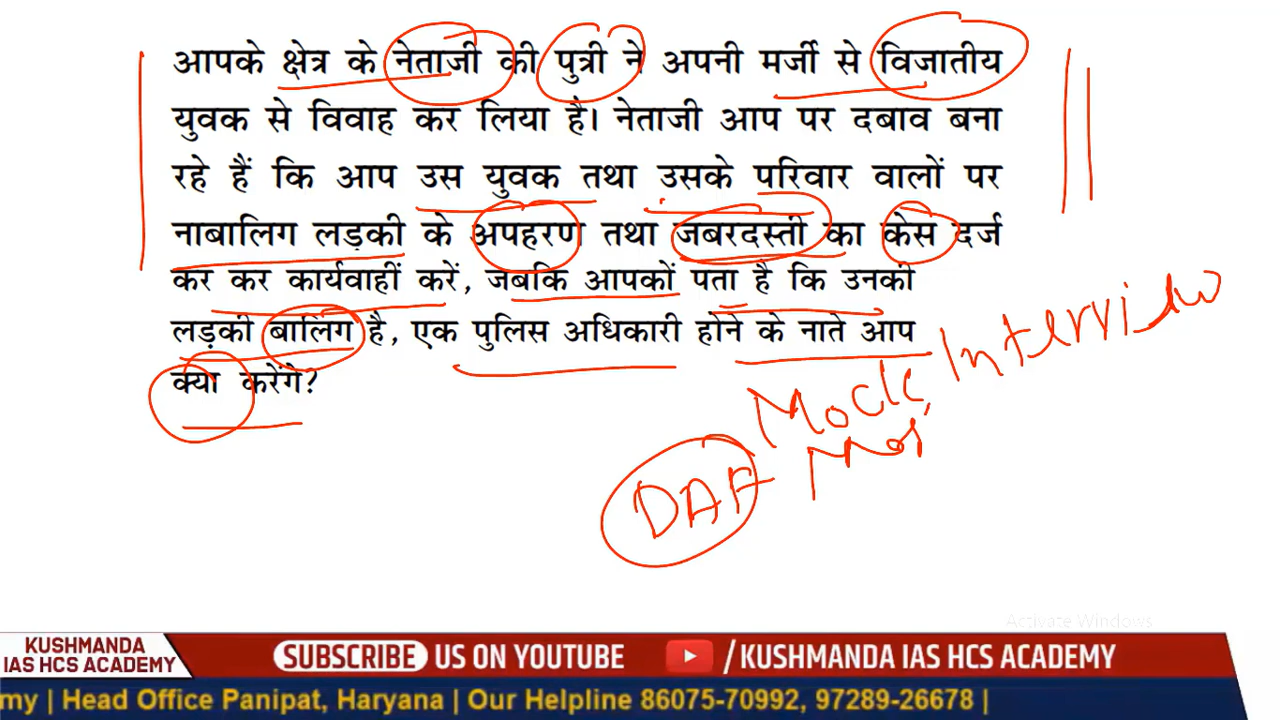 आपके क्षेत्र के नेताजी की पुत्री ने अपनी मर्जी से विजातीय
युवक से विवाह कर लिया है। नेताजी आप पर दबाव बना
रहे हैं कि आप उस युवक तथा उसके परिवार वालों पर
नाबालिग लड़की के अपहरण तथा जबरदस्ती का केस दर्ज
कर कर कार्यवाहीं करें, जबकि आपकों पता है कि उनकी
लड़की बालिग है, एक पुलिस अधिकारी होने के नाते आप
क्या करेंगे?
Mock Interview
DAF
Activate Windows
KUSHMANDA
IAS HCS ACADEMY
SUBSCRIBE US ON YOUTUBE
/KUSHMANDA IAS HCS ACADEMY
my | Head Office Panipat, Haryana | Our Helpline 86075-70992, 97289-26678 |